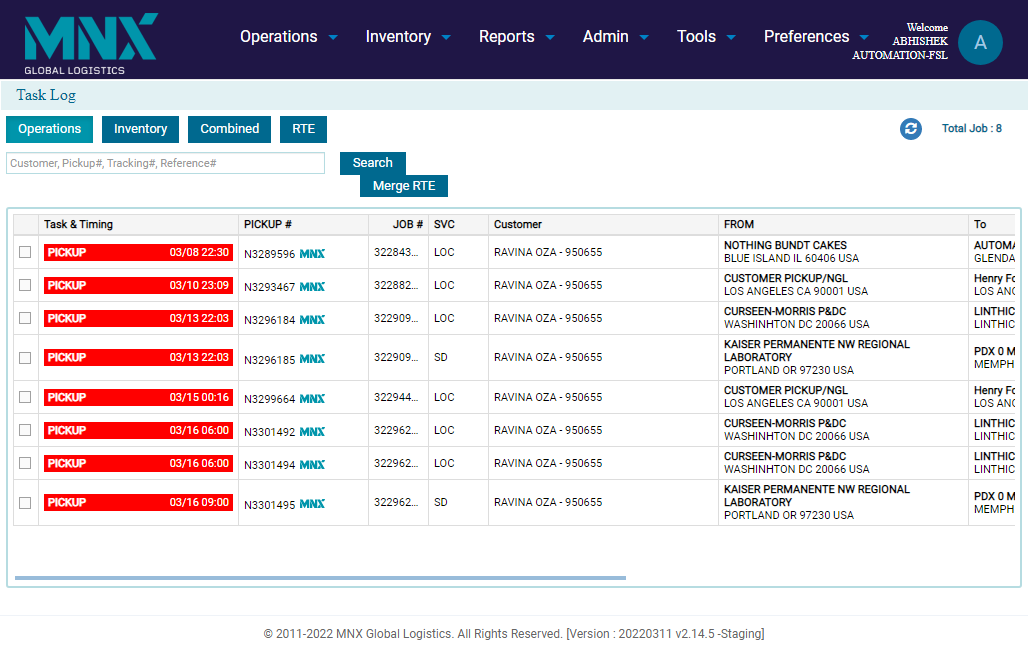 MNX
GLOBAL LOGISTICS
Operations Inventory Reports Admin Tools Preferences
Welcome
ABHISHEK
AUTOMATION-FSL
A
Task Log
Operations Inventory Combined RTE
Total Job : 8
Customer, Pickup#, Tracking#, Reference#
Search
Merge RTE
Task & Timing PICKUP # JOB # SVC Customer FROM To
PICKUP 03/08 22:30 N3289596 MNX 322843... LOC RAVINA OZA - 950655 NOTHING BUNDT CAKES AUTOMA
BLUE ISLAND IL 60406 USA GLENDA
PICKUP 03/10 23:09 N3293467 MNX 322882... LOC RAVINA OZA - 950655 CUSTOMER PICKUP/NGL Henry Fo
LOS ANGELES CA 90001 USA LOS ANG
PICKUP 03/13 22:03 N3296184 MNX 322909... LOC RAVINA OZA - 950655 CURSEEN-MORRIS P&DC LINTHIC
WASHINHTON DC 20066 USA LINTHIC
PICKUP 03/13 22:03 N3296185 MNX 322909... SD RAVINA OZA - 950655 KAISER PERMANENTE NW REGIONAL
LABORATORY PDX 0 M
PORTLAND OR 97230 USA MEMPH
PICKUP 03/15 00:16 N3299664 MNX 322944... LOC RAVINA OZA - 950655 CUSTOMER PICKUP/NGL Henry Fo
LOS ANGELES CA 90001 USA LOS ANG
PICKUP 03/16 06:00 N3301492 MNX 322962... LOC RAVINA OZA - 950655 CURSEEN-MORRIS P&DC LINTHIC
WASHINHTON DC 20066 USA LINTHIC
PICKUP 03/16 06:00 N3301494 MNX 322962... LOC RAVINA OZA - 950655 CURSEEN-MORRIS P&DC LINTHIC
WASHINHTON DC 20066 USA LINTHIC
PICKUP 03/16 09:00 N3301495 MNX 322962... SD RAVINA OZA - 950655 KAISER PERMANENTE NW REGIONAL
LABORATORY PDX 0 M
PORTLAND OR 97230 USA MEMPH
© 2011-2022 MNX Global Logistics. All Rights Reserved. [Version : 20220311 v2.14.5 -Staging]